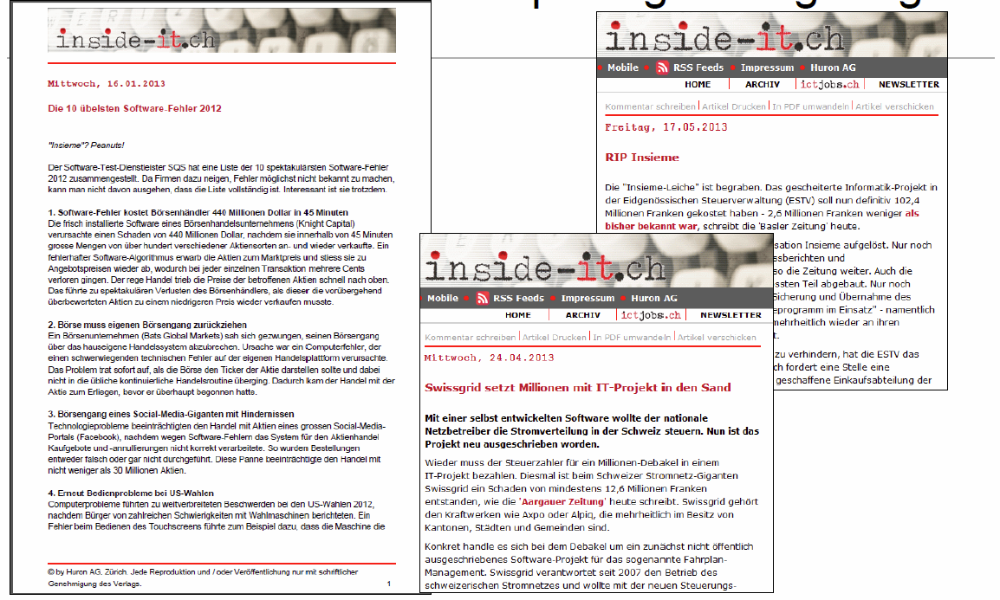 inside-it.ch
Mittwoch, 16.01.2013
Die 10 übelsten Software-Fehler 2012
"Insieme"? Peanuts!
Der Software-Test-Dienstleister SQS hat eine Liste der 10 spektakulärsten Software-Fehler
2012 zusammengestellt. Da Firmen dazu neigen, Fehler möglichst nicht bekannt zu machen,
kann man nicht davon ausgehen, dass die Liste vollständig ist. Interessant ist sie trotzdem.
1. Software-Fehler kostet Börsenhändler 440 Millionen Dollar in 45 Minuten
Die frisch installierte Software eines Börsenhandelsunternehmens (Knight Capital)
verursachte einen Schaden von 440 Millionen Dollar, nachdem sie innerhalb von 45 Minuten
grosse Mengen von über hundert verschiedener Aktiensorten an- und wieder verkaufte. Ein
fehlerhafter Software-Algorithmus erwarb die Aktien zum Marktpreis und stiess sie zu
Angebotspreisen wieder ab, wodurch bei jeder einzelnen Transaktion mehrere Cents
verloren gingen. Der rege Handel trieb die Preise der betroffenen Aktien schnell nach oben.
Das führte zu spektakulären Verlusten des Börsenhändlers, als dieser die vorübergehend
überbewerteten Aktien zu einem niedrigeren Preis wieder verkaufen musste.
2. Börse muss eigenen Börsengang zurückziehen
Ein Börsenunternehmen (Bats Global Markets) sah sich gezwungen, seinen Börsengang
über das hauseigene Handelssystem abzubrechen. Ursache war ein Computerfehler, der
einen schwerwiegenden technischen Fehler auf der eigenen Handelsplattform verursachte.
Das Problem trat sofort auf, als die Börse den Ticker der Aktie darstellen sollte und dabei
nicht in die übliche kontinuierliche Handelsroutine überging. Dadurch kam der Handel mit der
Aktie zum Erliegen, bevor er überhaupt begonnen hatte.
3. Börsengang eines Social-Media-Giganten mit Hindernissen
Technologieprobleme beeinträchtigten den Handel mit Aktien eines grossen Social-Media-
Portals (Facebook), nachdem wegen Software-Fehlern das System für den Aktienhandel
Kaufgebote und -annullierungen nicht korrekt verarbeitete. So wurden Bestellungen
entweder falsch oder gar nicht durchgeführt. Diese Panne beeinträchtigte den Handel mit
nicht weniger als 30 Millionen Aktien.
4. Erneut Bedienprobleme bei US-Wahlen
Computerprobleme führten zu weitverbreiteten Beschwerden bei den US-Wahlen 2012,
nachdem Bürger von zahlreichen Schwierigkeiten mit Wahlmaschinen berichteten. Ein
Fehler beim Bedienen des Touchscreens führte zum Beispiel dazu, dass die Maschine die
© by Huron AG. Zürich. Jede Reproduktion und / oder Veröffentlichung nur mit schriftlicher
Genehmigung des Verlags. 1
inside-it.ch
Mobile RSS Feeds Impressum Huron AG
HOME ARCHIV ictjobs.ch NEWSLETTER
Kommentar schreiben Artikel Drucken In PDF umwandeln Artikel verschicken
Freitag, 17.05.2013
RIP Insieme
Die "Insieme-Leiche" ist begraben. Das gescheiterte Informatik-Projekt in
der Eidgenössischen Steuerverwaltung (ESTV) soll nun definitiv 102,4
Millionen Franken gekostet haben - 2,6 Millionen Franken weniger als
bisher bekannt war, schreibt die 'Basler Zeitung' heute.
sation Insieme aufgelöst. Nur noch
ssberichten und
so die Zeitung weiter. Auch die
ssten Teil abgebaut. Nur noch
Sicherung und Übernahme des
eprogramm im Einsatz" - namentlich
mehrheitlich wieder an ihren
t.
zu verhindern, hat die ESTV das
ch fordert eine Stelle eine
geschaffene Einkaufsabteilung der
inside-it.ch
Mobile RSS Feeds Impressum Huron AG
HOME ARCHIV ictjobs.ch NEWSLETTER
Kommentar schreiben Artikel Drucken In PDF umwandeln Artikel verschicken
Mittwoch, 24.04.2013
Swissgrid setzt Millionen mit IT-Projekt in den Sand
Mit einer selbst entwickelten Software wollte der nationale
Netzbetreiber die Stromverteilung in der Schweiz steuern. Nun ist das
Projekt neu ausgeschrieben worden.
Wieder muss der Steuerzahler für ein Millionen-Debakel in einem
IT-Projekt bezahlen. Diesmal ist beim Schweizer Stromnetz-Giganten
Swissgrid ein Schaden von mindestens 12,6 Millionen Franken
entstanden, wie die 'Aargauer Zeitung' heute schreibt. Swissgrid gehört
den Kraftwerken wie Axpo oder Alpiq, die mehrheitlich im Besitz von
Kantonen, Städten und Gemeinden sind.
Konkret handle es sich bei dem Debakel um ein zunächst nicht öffentlich
ausgeschriebenes Software-Projekt für das sogenannte Fahrplan-
Management. Swissgrid verantwortet seit 2007 den Betrieb des
schweizerischen Stromnetzes und wollte mit der neuen Steuerungs-